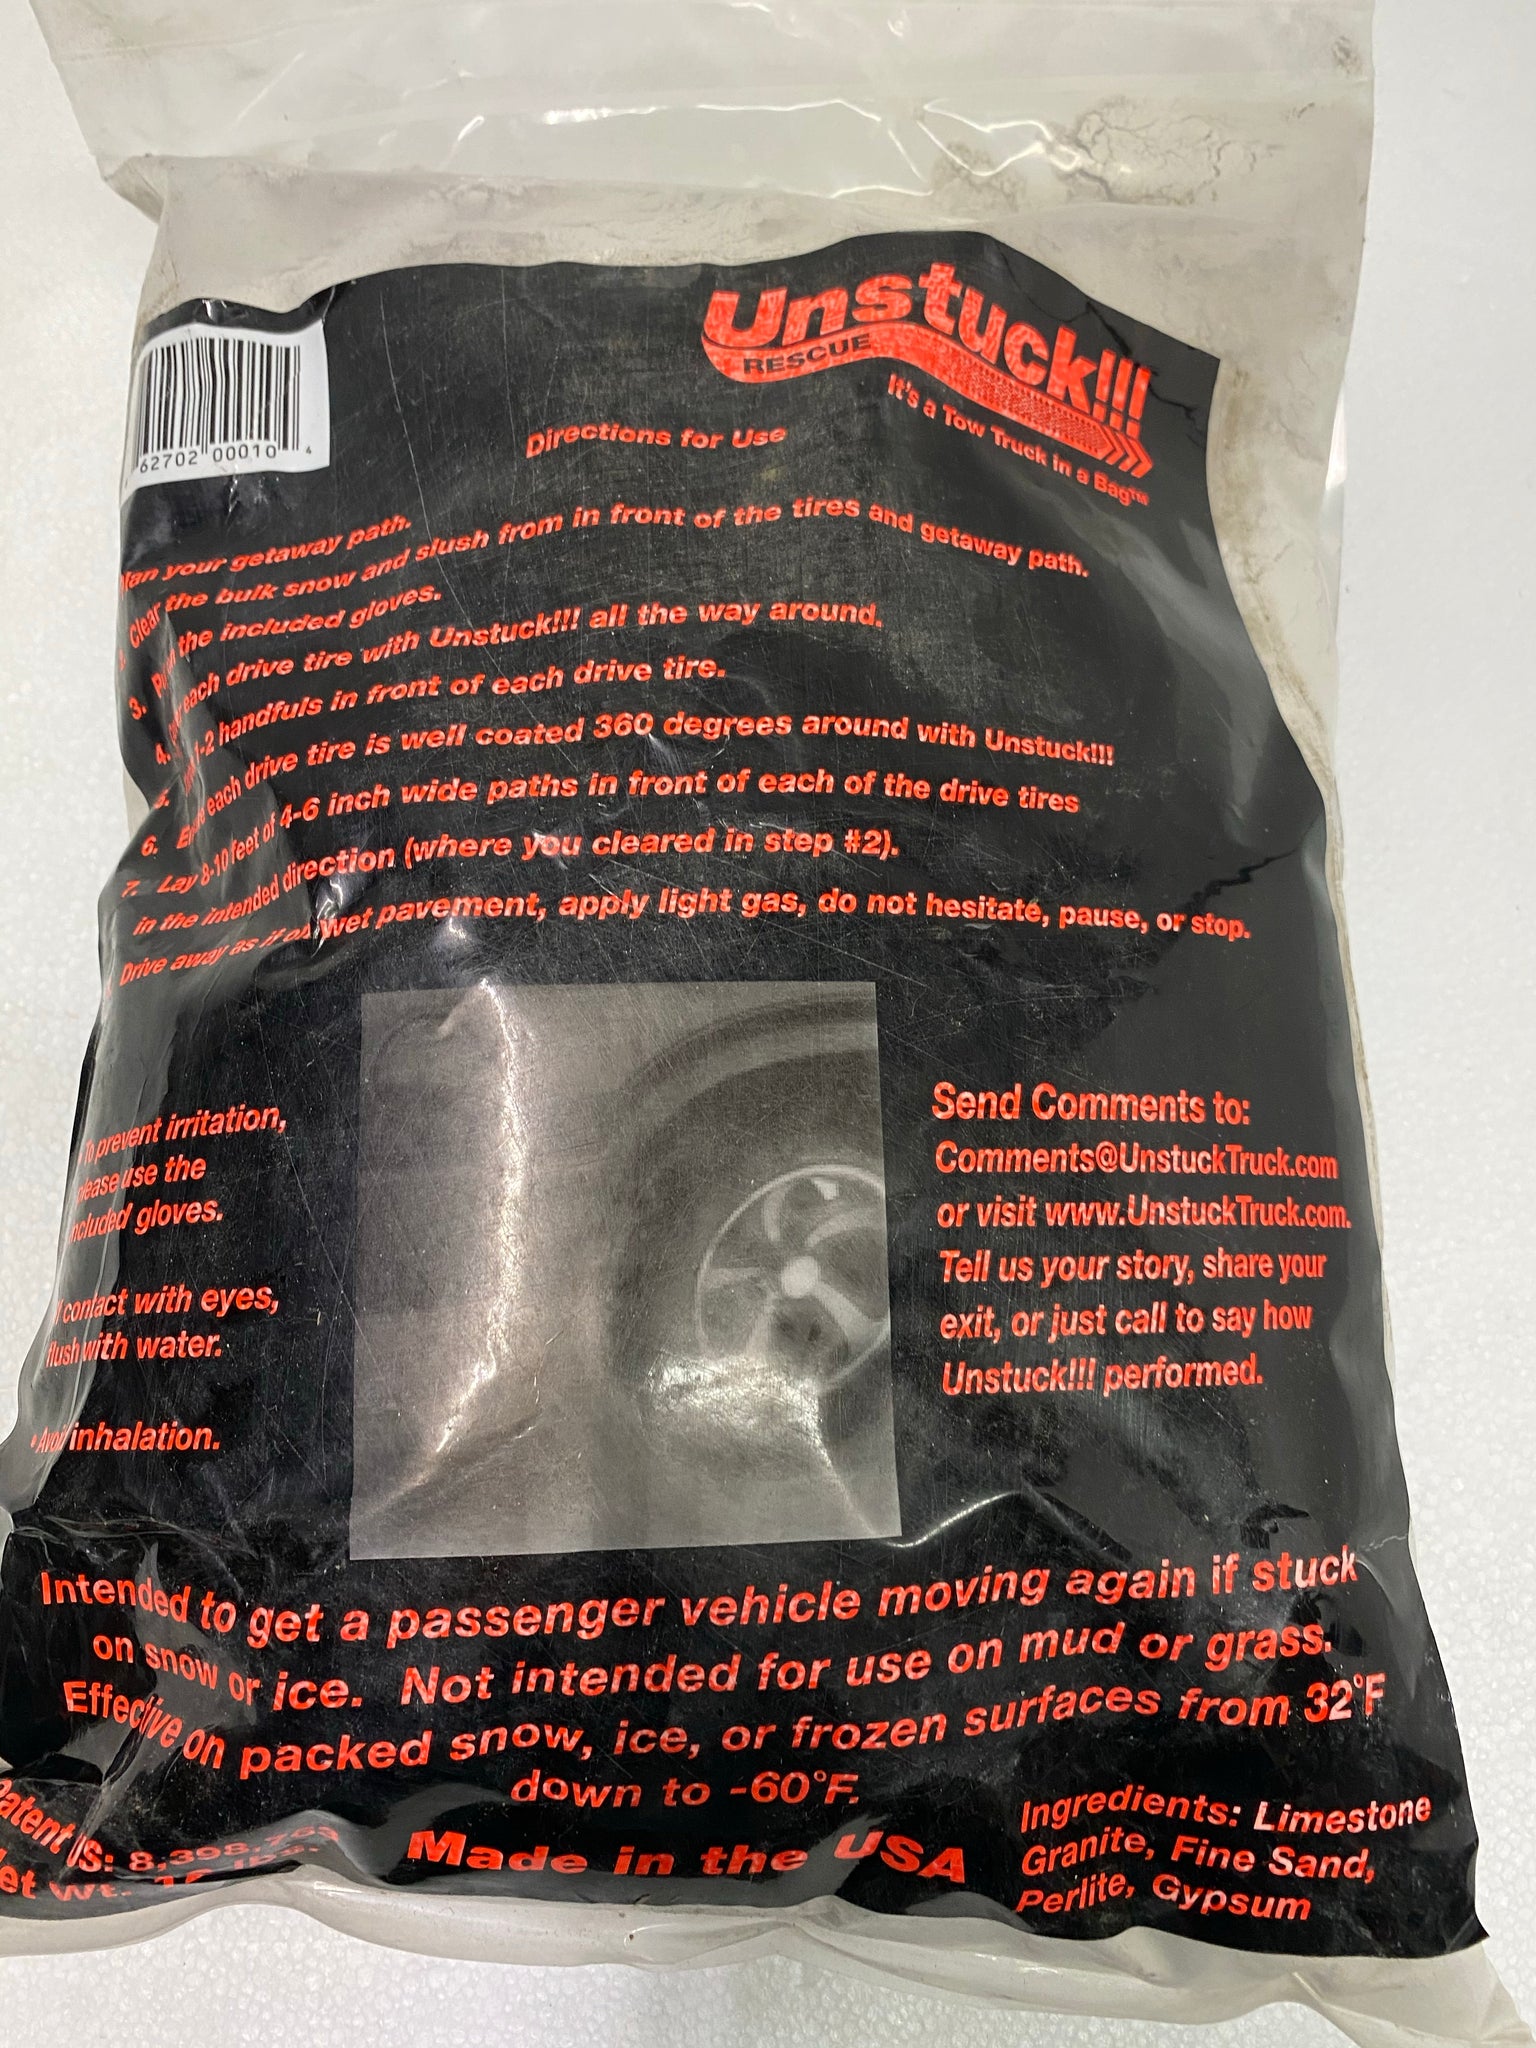 Unstuck!!!
RESCUE
It's a Tow Truck in a Bag™
62702 00010 4
Directions for Use
your getaway path.
Clear the bulk snow and slush from in front of the tires and getaway path.
3. the included gloves.
4. each drive tire with Unstuck!!! all the way around.
1-2 handfuls in front of each drive tire.
6. each drive tire is well coated 360 degrees around with Unstuck!!!
7. Lay 8-10 feet of 4-6 inch wide paths in front of each of the drive tires
in the intended direction (where you cleared in step #2).
Drive away as if on wet pavement, apply light gas, do not hesitate, pause, or stop.
To prevent irritation,
please use the
included gloves.
contact with eyes,
flush with water.
• Avoid inhalation.
Send Comments to:
Comments@UnstuckTruck.com
or visit www.UnstuckTruck.com.
Tell us your story, share your
exit, or just call to say how
Unstuck!!! performed.
Intended to get a passenger vehicle moving again if stuck
on snow or ice. Not intended for use on mud or grass.
Effective on packed snow, ice, or frozen surfaces from 32°F
down to -60°F.
Patent US:
Wt.
Made in the USA
Ingredients: Limestone
Granite, Fine Sand,
Perlite, Gypsum